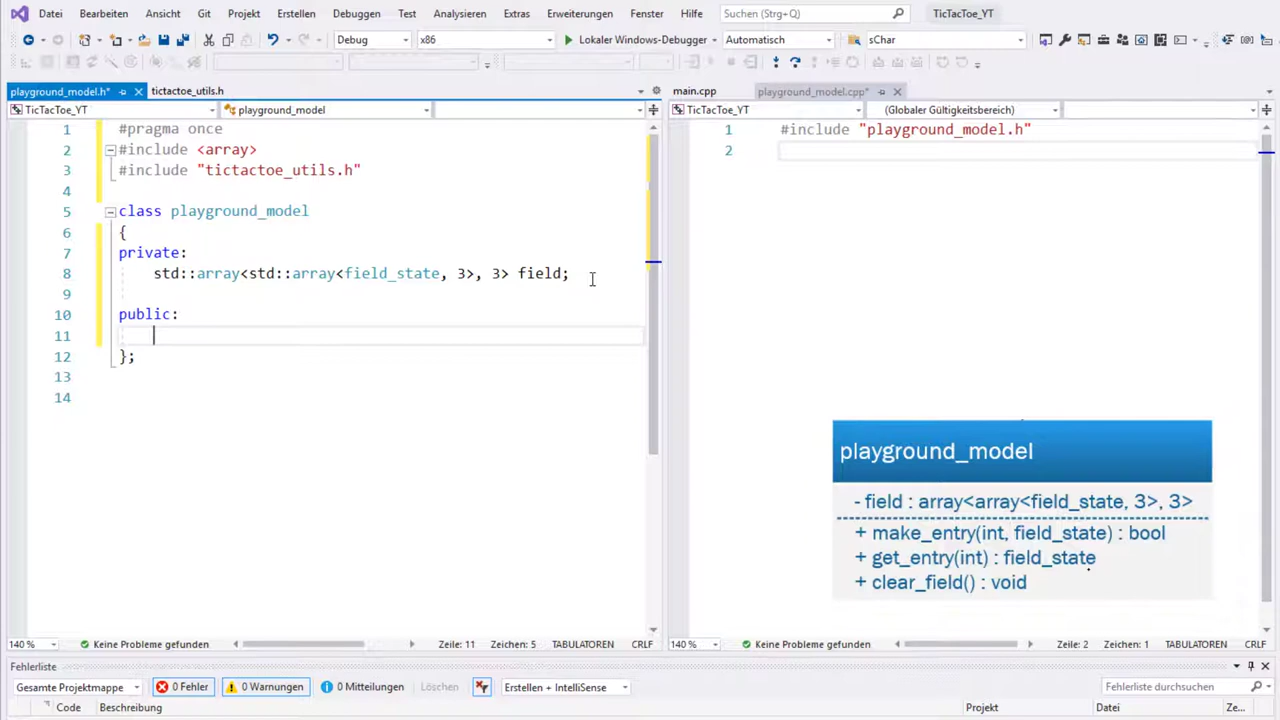 Datei Bearbeiten Ansicht Git Projekt Erstellen Debuggen Test Analysieren Extras Erweiterungen Fenster Hilfe Suchen (Strg+Q) TicTacToe_YT
Debug x86 Lokaler Windows-Debugger Automatisch sChar
playground_model.h* tictactoe_utils.h main.cpp playground_model.cpp*
TicTacToe_YT playground_model TicTacToe_YT (Globaler Gültigkeitsbereich)
1 #pragma once
2 #include <array>
3 #include "tictactoe_utils.h"
4
5 class playground_model
6 {
7 private:
8 std::array<std::array<field_state, 3>, 3> field;
9
10 public:
11
12 };
13
14
1 #include "playground_model.h"
2
playground_model
- field : array<array<field_state, 3>, 3>
+ make_entry(int, field_state) : bool
+ get_entry(int) : field_state
+ clear_field() : void
140 % Keine Probleme gefunden Zeile: 11 Zeichen: 5 TABULATOREN CRLF
140 % Keine Probleme gefunden Zeile: 2 Zeichen: 1 TABULATOREN CRLF
Fehlerliste
Gesamte Projektmappe 0 Fehler 0 Warnungen 0 Mitteilungen Löschen Erstellen + IntelliSense Fehlerliste durchsuchen
Code Beschreibung Projekt Datei Ze...